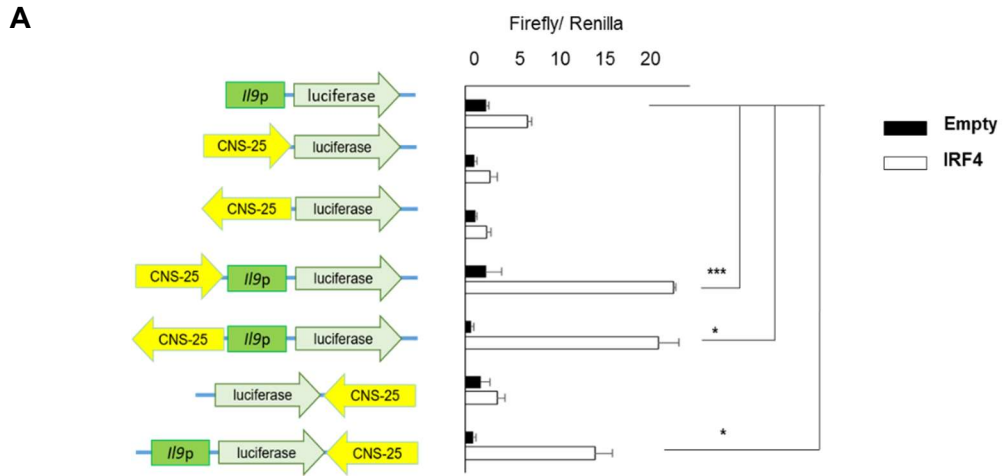 A
Firefly/ Renilla
0 5 10 15 20
Il9p luciferase
Empty
CNS-25 luciferase
IRF4
CNS-25 luciferase
CNS-25 Il9p luciferase
***
CNS-25 Il9p luciferase
*
luciferase CNS-25
Il9p luciferase CNS-25
*